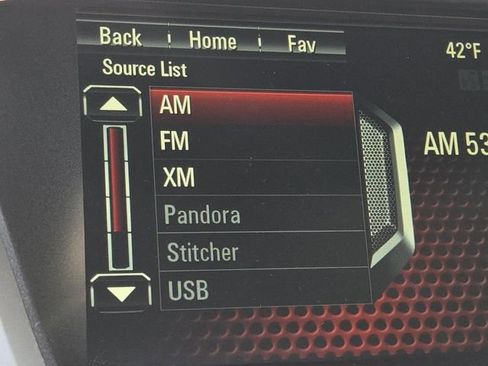 Back Home Fav
42°F
Source List
AM
FM
XM
AM 53
Pandora
Stitcher
USB